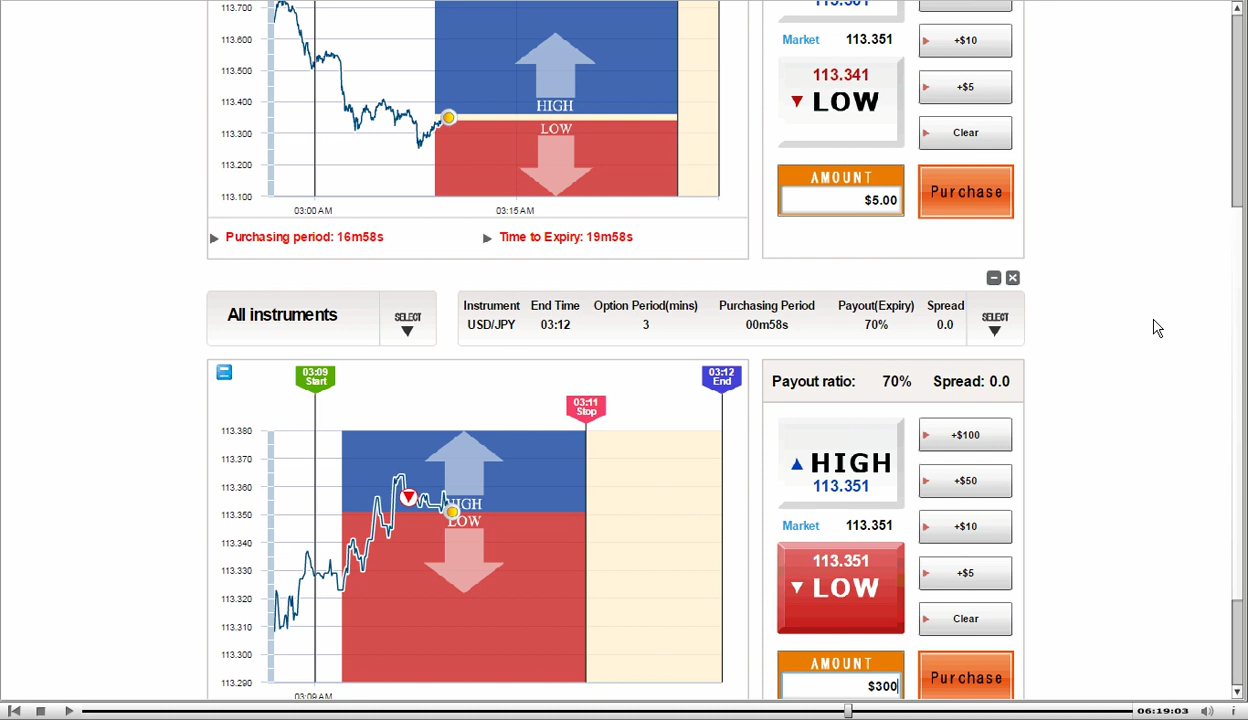 113.700
113.600
113.500
113.400
113.300
113.200
113.100
HIGH
LOW
03:00 AM
03:15 AM
Purchasing period: 16m58s
Time to Expiry: 19m58s
Market 113.351
113.341
LOW
+$10
+$5
Clear
AMOUNT
$5.00
Purchase
All instruments
SELECT
Instrument End Time Option Period(mins) Purchasing Period Payout(Expiry) Spread
USD/JPY 03:12 3 00m58s 70% 0.0
SELECT
03:09
Start
03:11
Stop
03:12
End
113.380
113.370
113.360
113.350
113.340
113.330
113.320
113.310
113.300
113.290
HIGH
LOW
03:09 AM
Payout ratio: 70% Spread: 0.0
HIGH
113.351
Market 113.351
113.351
LOW
+$100
+$50
+$10
+$5
Clear
AMOUNT
$300
Purchase
06:19:03